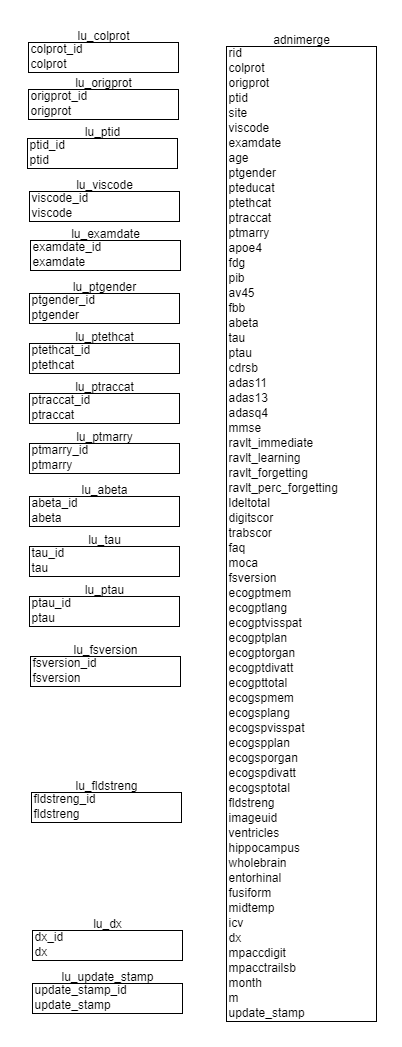 lu_colprot
colprot_id
colprot
lu_origprot
origprot_id
origprot
lu_ptid
ptid_id
ptid
lu_viscode
viscode_id
viscode
lu_examdate
examdate_id
examdate
lu_ptgender
ptgender_id
ptgender
lu_ptethcat
ptethcat_id
ptethcat
lu_ptraccat
ptraccat_id
ptraccat
lu_ptmarry
ptmarry_id
ptmarry
lu_abeta
abeta_id
abeta
lu_tau
tau_id
tau
lu_ptau
ptau_id
ptau
lu_fsversion
fsversion_id
fsversion
lu_fldstreng
fldstreng_id
fldstreng
lu_dx
dx_id
dx
lu_update_stamp
update_stamp_id
update_stamp
adnimerge
rid
colprot
origprot
ptid
site
viscode
examdate
age
ptgender
pteducat
ptethcat
ptraccat
ptmarry
apoe4
fdg
pib
av45
fbb
abeta
tau
ptau
cdrsb
adas11
adas13
adasq4
mmse
ravlt_immediate
ravlt_learning
ravlt_forgetting
ravlt_perc_forgetting
ldeltotal
digitscor
trabscor
faq
moca
fsversion
ecogptmem
ecogptlang
ecogptvisspat
ecogptplan
ecogptorgan
ecogptdivatt
ecogpttotal
ecogspmem
ecogsplang
ecogspvisspat
ecogspplan
ecogsporgan
ecogspdivatt
ecogsptotal
fldstreng
imageuid
ventricles
hippocampus
wholebrain
entorhinal
fusiform
midtemp
icv
dx
mpaccdigit
mpacctrailsb
month
m
update_stamp